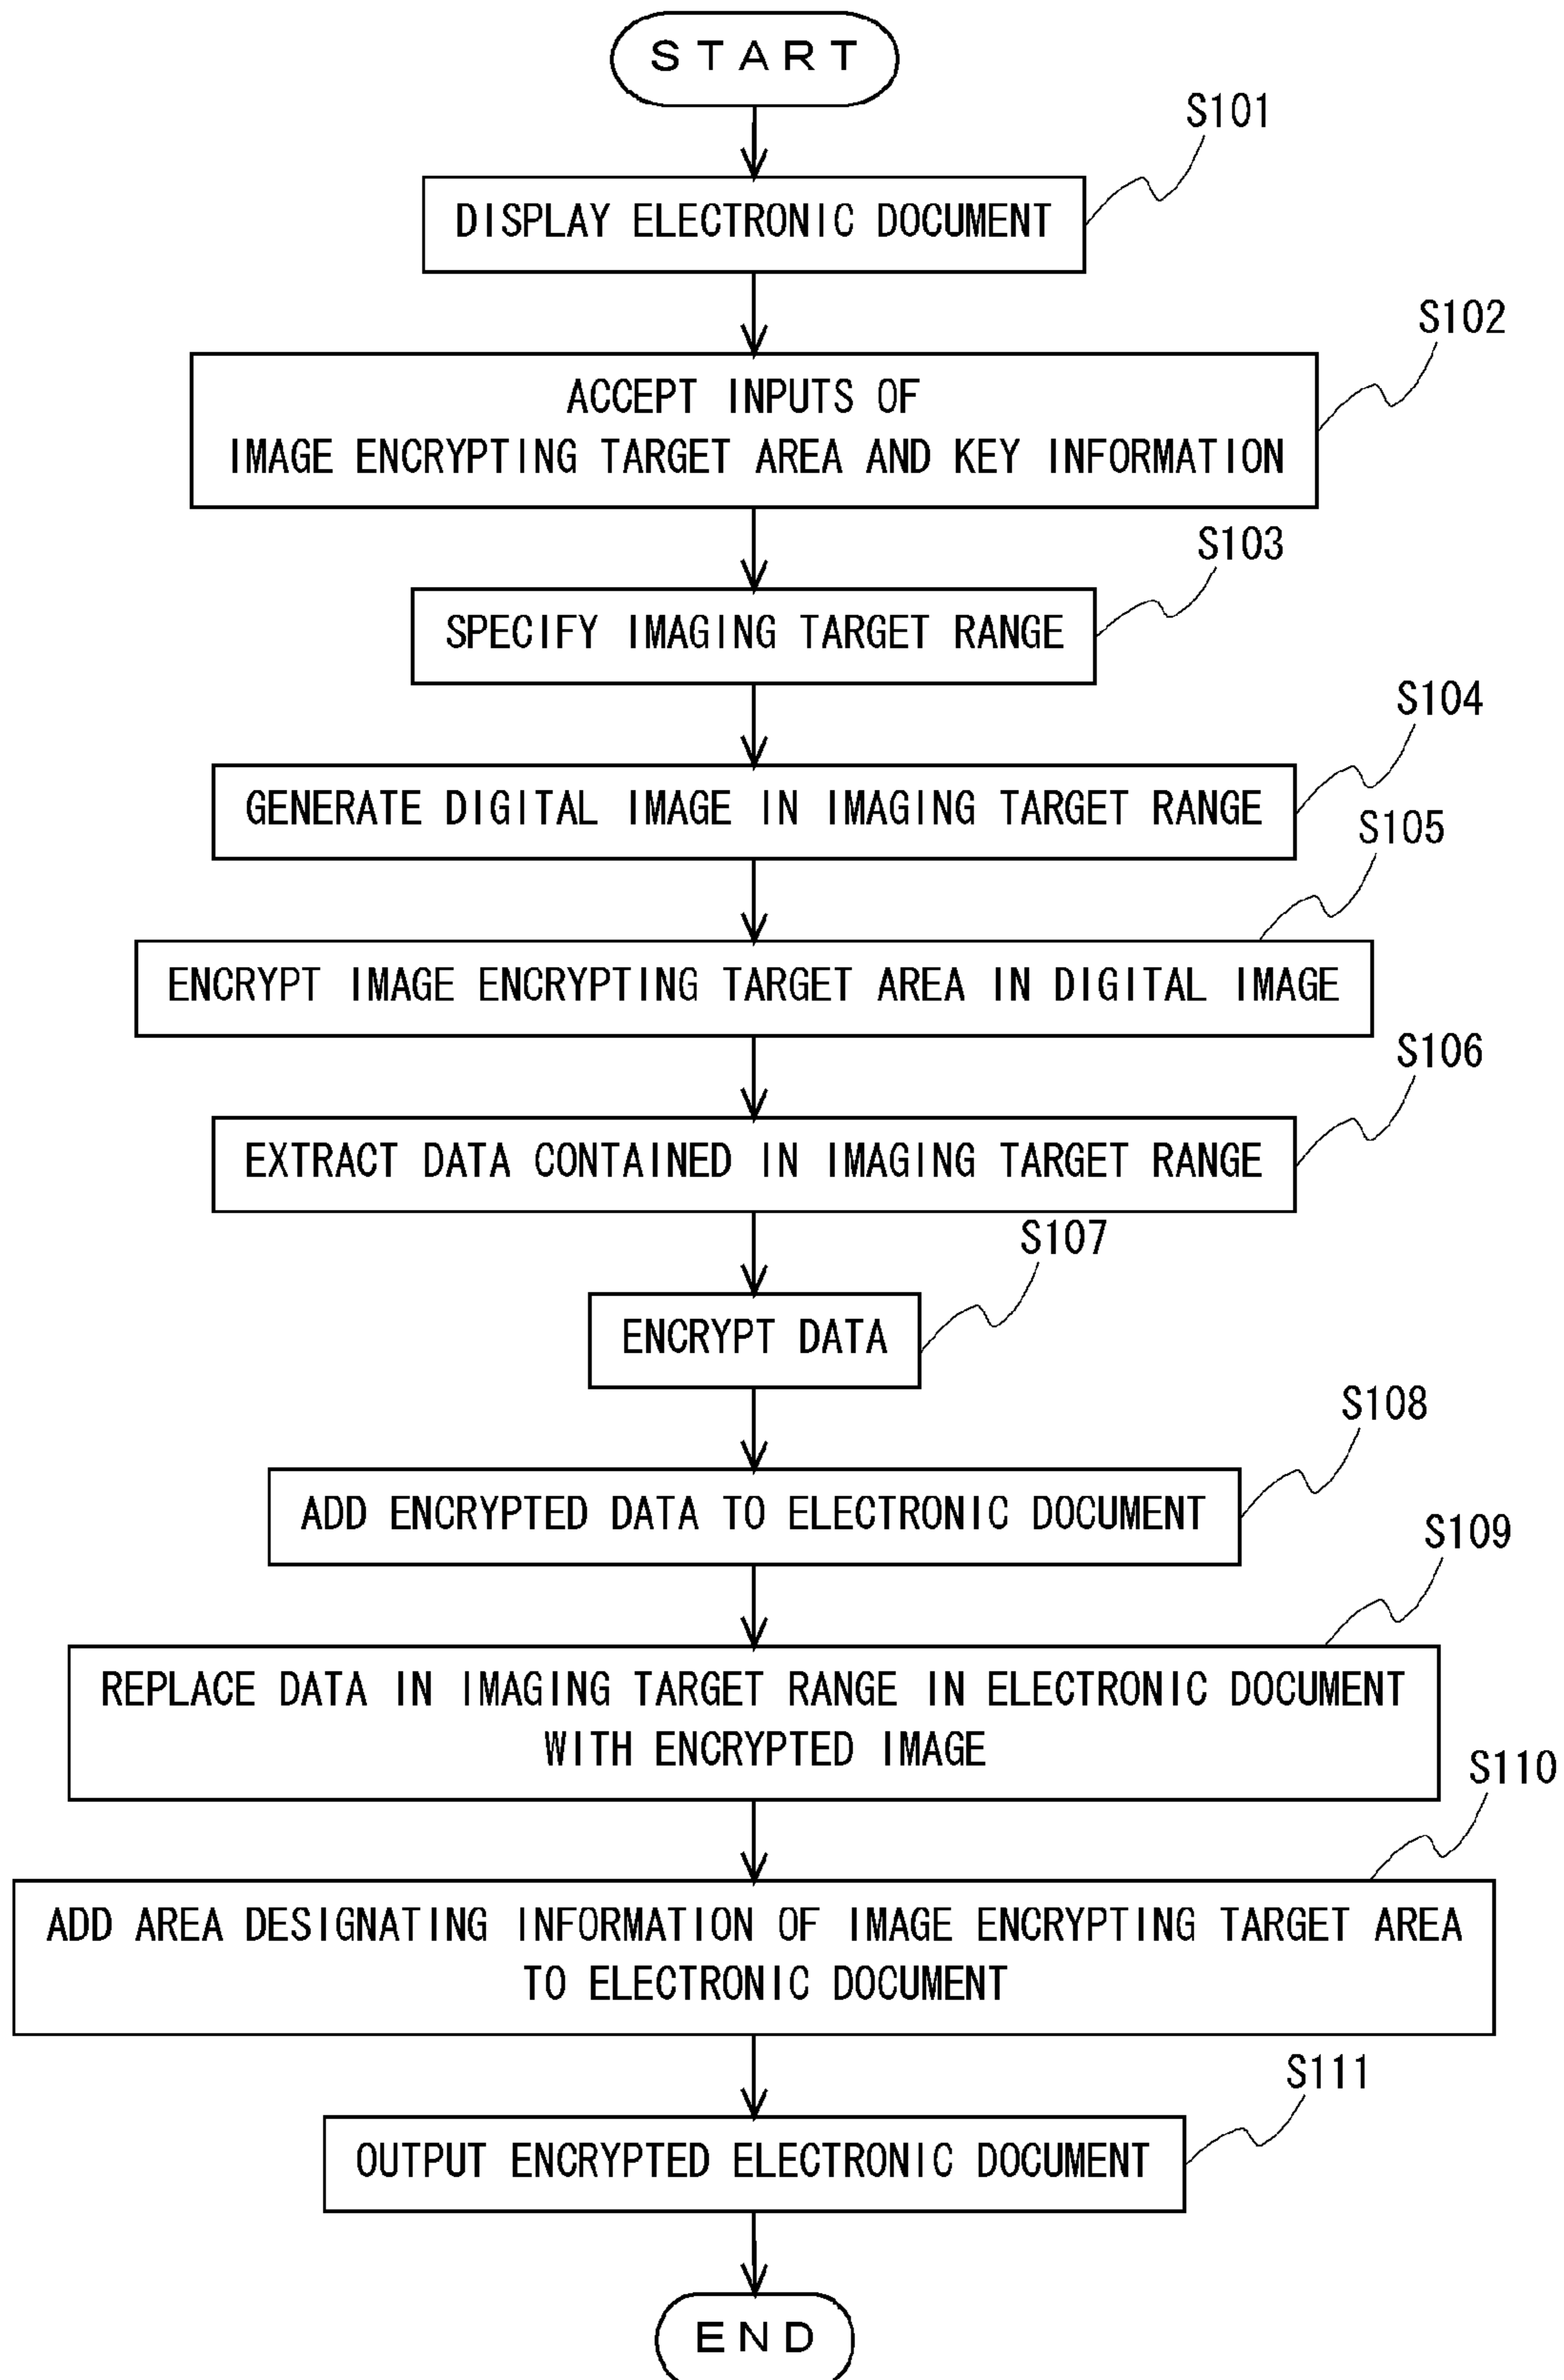 START
S101
DISPLAY ELECTRONIC DOCUMENT
S102
ACCEPT INPUTS OF
IMAGE ENCRYPTING TARGET AREA AND KEY INFORMATION
S103
SPECIFY IMAGING TARGET RANGE
S104
GENERATE DIGITAL IMAGE IN IMAGING TARGET RANGE
S105
ENCRYPT IMAGE ENCRYPTING TARGET AREA IN DIGITAL IMAGE
S106
EXTRACT DATA CONTAINED IN IMAGING TARGET RANGE
S107
ENCRYPT DATA
S108
ADD ENCRYPTED DATA TO ELECTRONIC DOCUMENT
S109
REPLACE DATA IN IMAGING TARGET RANGE IN ELECTRONIC DOCUMENT
WITH ENCRYPTED IMAGE
S110
ADD AREA DESIGNATING INFORMATION OF IMAGE ENCRYPTING TARGET AREA
TO ELECTRONIC DOCUMENT
S111
OUTPUT ENCRYPTED ELECTRONIC DOCUMENT
END